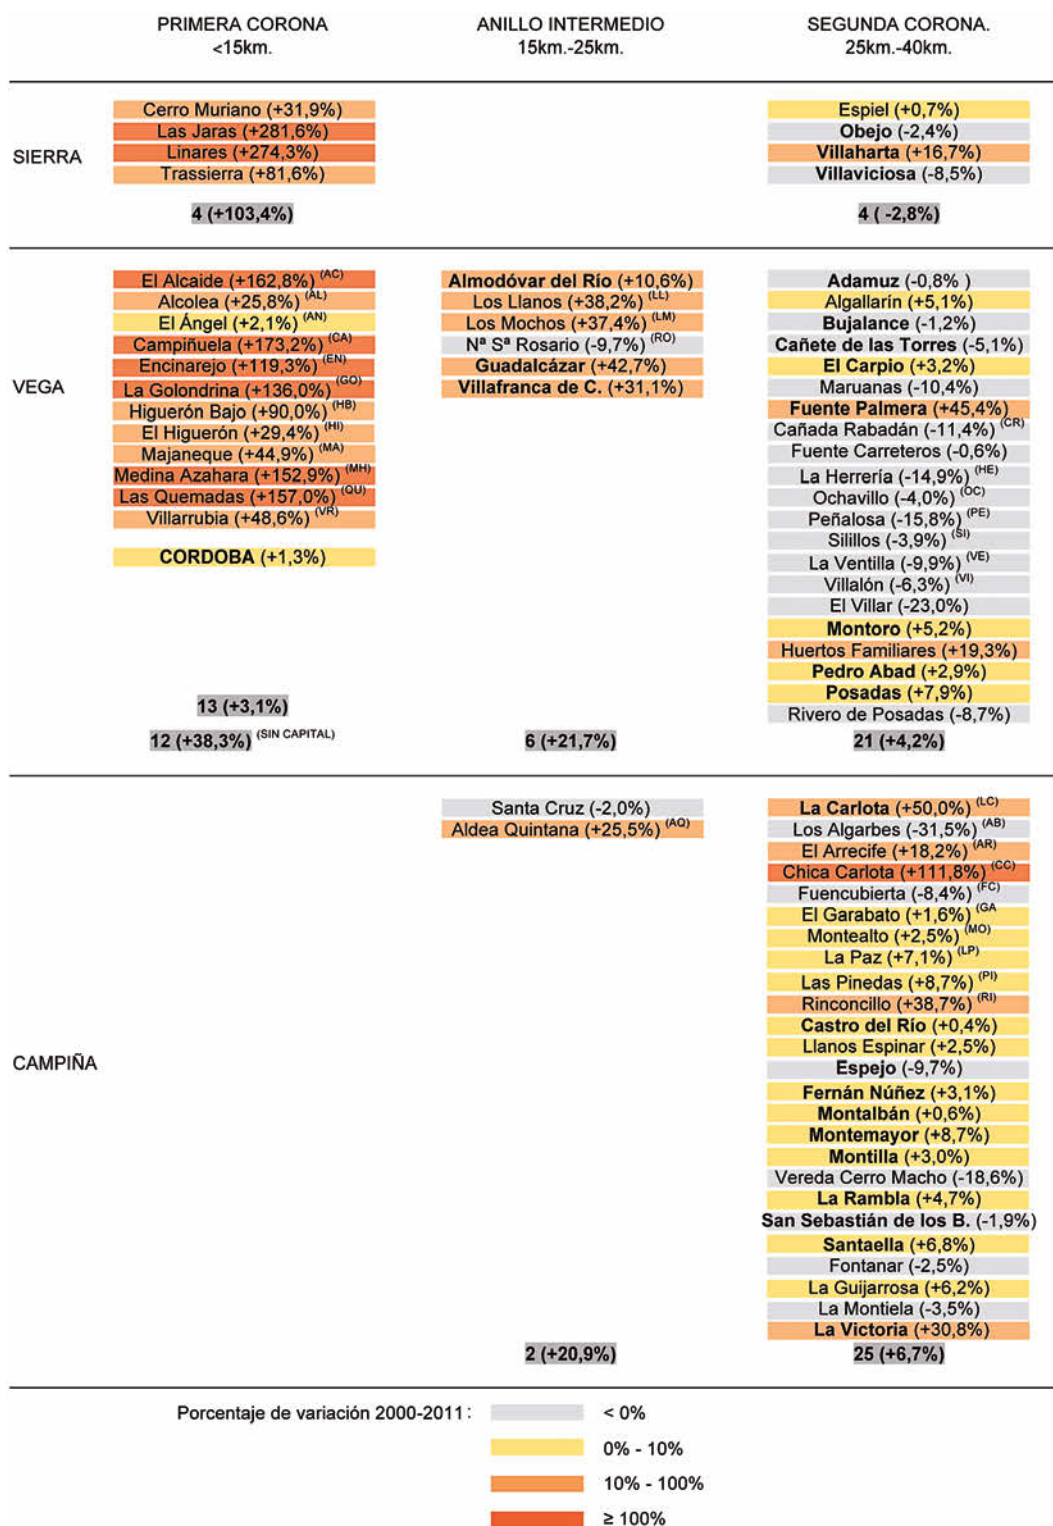 PRIMERA CORONA
<15km.
ANILLO INTERMEDIO
15km.-25km.
SEGUNDA CORONA.
25km.-40km.
SIERRA
Cerro Muriano (+31,9%)
Las Jaras (+281,6%)
Linares (+274,3%)
Trassierra (+81,6%)
4 (+103,4%)
Espiel (+0,7%)
Obejo (-2,4%)
Villaharta (+16,7%)
Villaviciosa (-8,5%)
4 ( -2,8%)
VEGA
El Alcaide (+162,8%) (AC)
Alcolea (+25,8%) (AL)
El Ángel (+2,1%) (AN)
Campiñuela (+173,2%) (CA)
Encinarejo (+119,3%) (EN)
La Golondrina (+136,0%) (GO)
Higuerón Bajo (+90,0%) (HB)
El Higuerón (+29,4%) (HI)
Majaneque (+44,9%) (MA)
Medina Azahara (+152,9%) (MH)
Las Quemadas (+157,0%) (QU)
Villarrubia (+48,6%) (VR)
CORDOBA (+1,3%)
13 (+3,1%)
12 (+38,3%) (SIN CAPITAL)
Almodóvar del Río (+10,6%)
Los Llanos (+38,2%) (LL)
Los Mochos (+37,4%) (LM)
Nª Sª Rosario (-9,7%) (RO)
Guadalcázar (+42,7%)
Villafranca de C. (+31,1%)
6 (+21,7%)
Adamuz (-0,8% )
Algallarín (+5,1%)
Bujalance (-1,2%)
Cañete de las Torres (-5,1%)
El Carpio (+3,2%)
Maruanas (-10,4%)
Fuente Palmera (+45,4%)
Cañada Rabadán (-11,4%) (CR)
Fuente Carreteros (-0,6%)
La Herrería (-14,9%) (HE)
Ochavillo (-4,0%) (OC)
Peñalosa (-15,8%) (PE)
Silillos (-3,9%) (SI)
La Ventilla (-9,9%) (VE)
Villalón (-6,3%) (VI)
El Villar (-23,0%)
Montoro (+5,2%)
Huertos Familiares (+19,3%)
Pedro Abad (+2,9%)
Posadas (+7,9%)
Rivero de Posadas (-8,7%)
21 (+4,2%)
CAMPIÑA
Santa Cruz (-2,0%)
Aldea Quintana (+25,5%) (AQ)
2 (+20,9%)
La Carlota (+50,0%) (LC)
Los Algarbes (-31,5%) (AB)
El Arrecife (+18,2%) (AR)
Chica Carlota (+111,8%) (CC)
Fuencubierta (-8,4%) (FC)
El Garabato (+1,6%) (GA
Montealto (+2,5%) (MO)
La Paz (+7,1%) (LP)
Las Pinedas (+8,7%) (PI)
Rinconcillo (+38,7%) (RI)
Castro del Río (+0,4%)
Llanos Espinar (+2,5%)
Espejo (-9,7%)
Fernán Núñez (+3,1%)
Montalbán (+0,6%)
Montemayor (+8,7%)
Montilla (+3,0%)
Vereda Cerro Macho (-18,6%)
La Rambla (+4,7%)
San Sebastián de los B. (-1,9%)
Santaella (+6,8%)
Fontanar (-2,5%)
La Guijarrosa (+6,2%)
La Montiela (-3,5%)
La Victoria (+30,8%)
25 (+6,7%)
Porcentaje de variación 2000-2011:
< 0%
0% - 10%
10% - 100%
≥ 100%